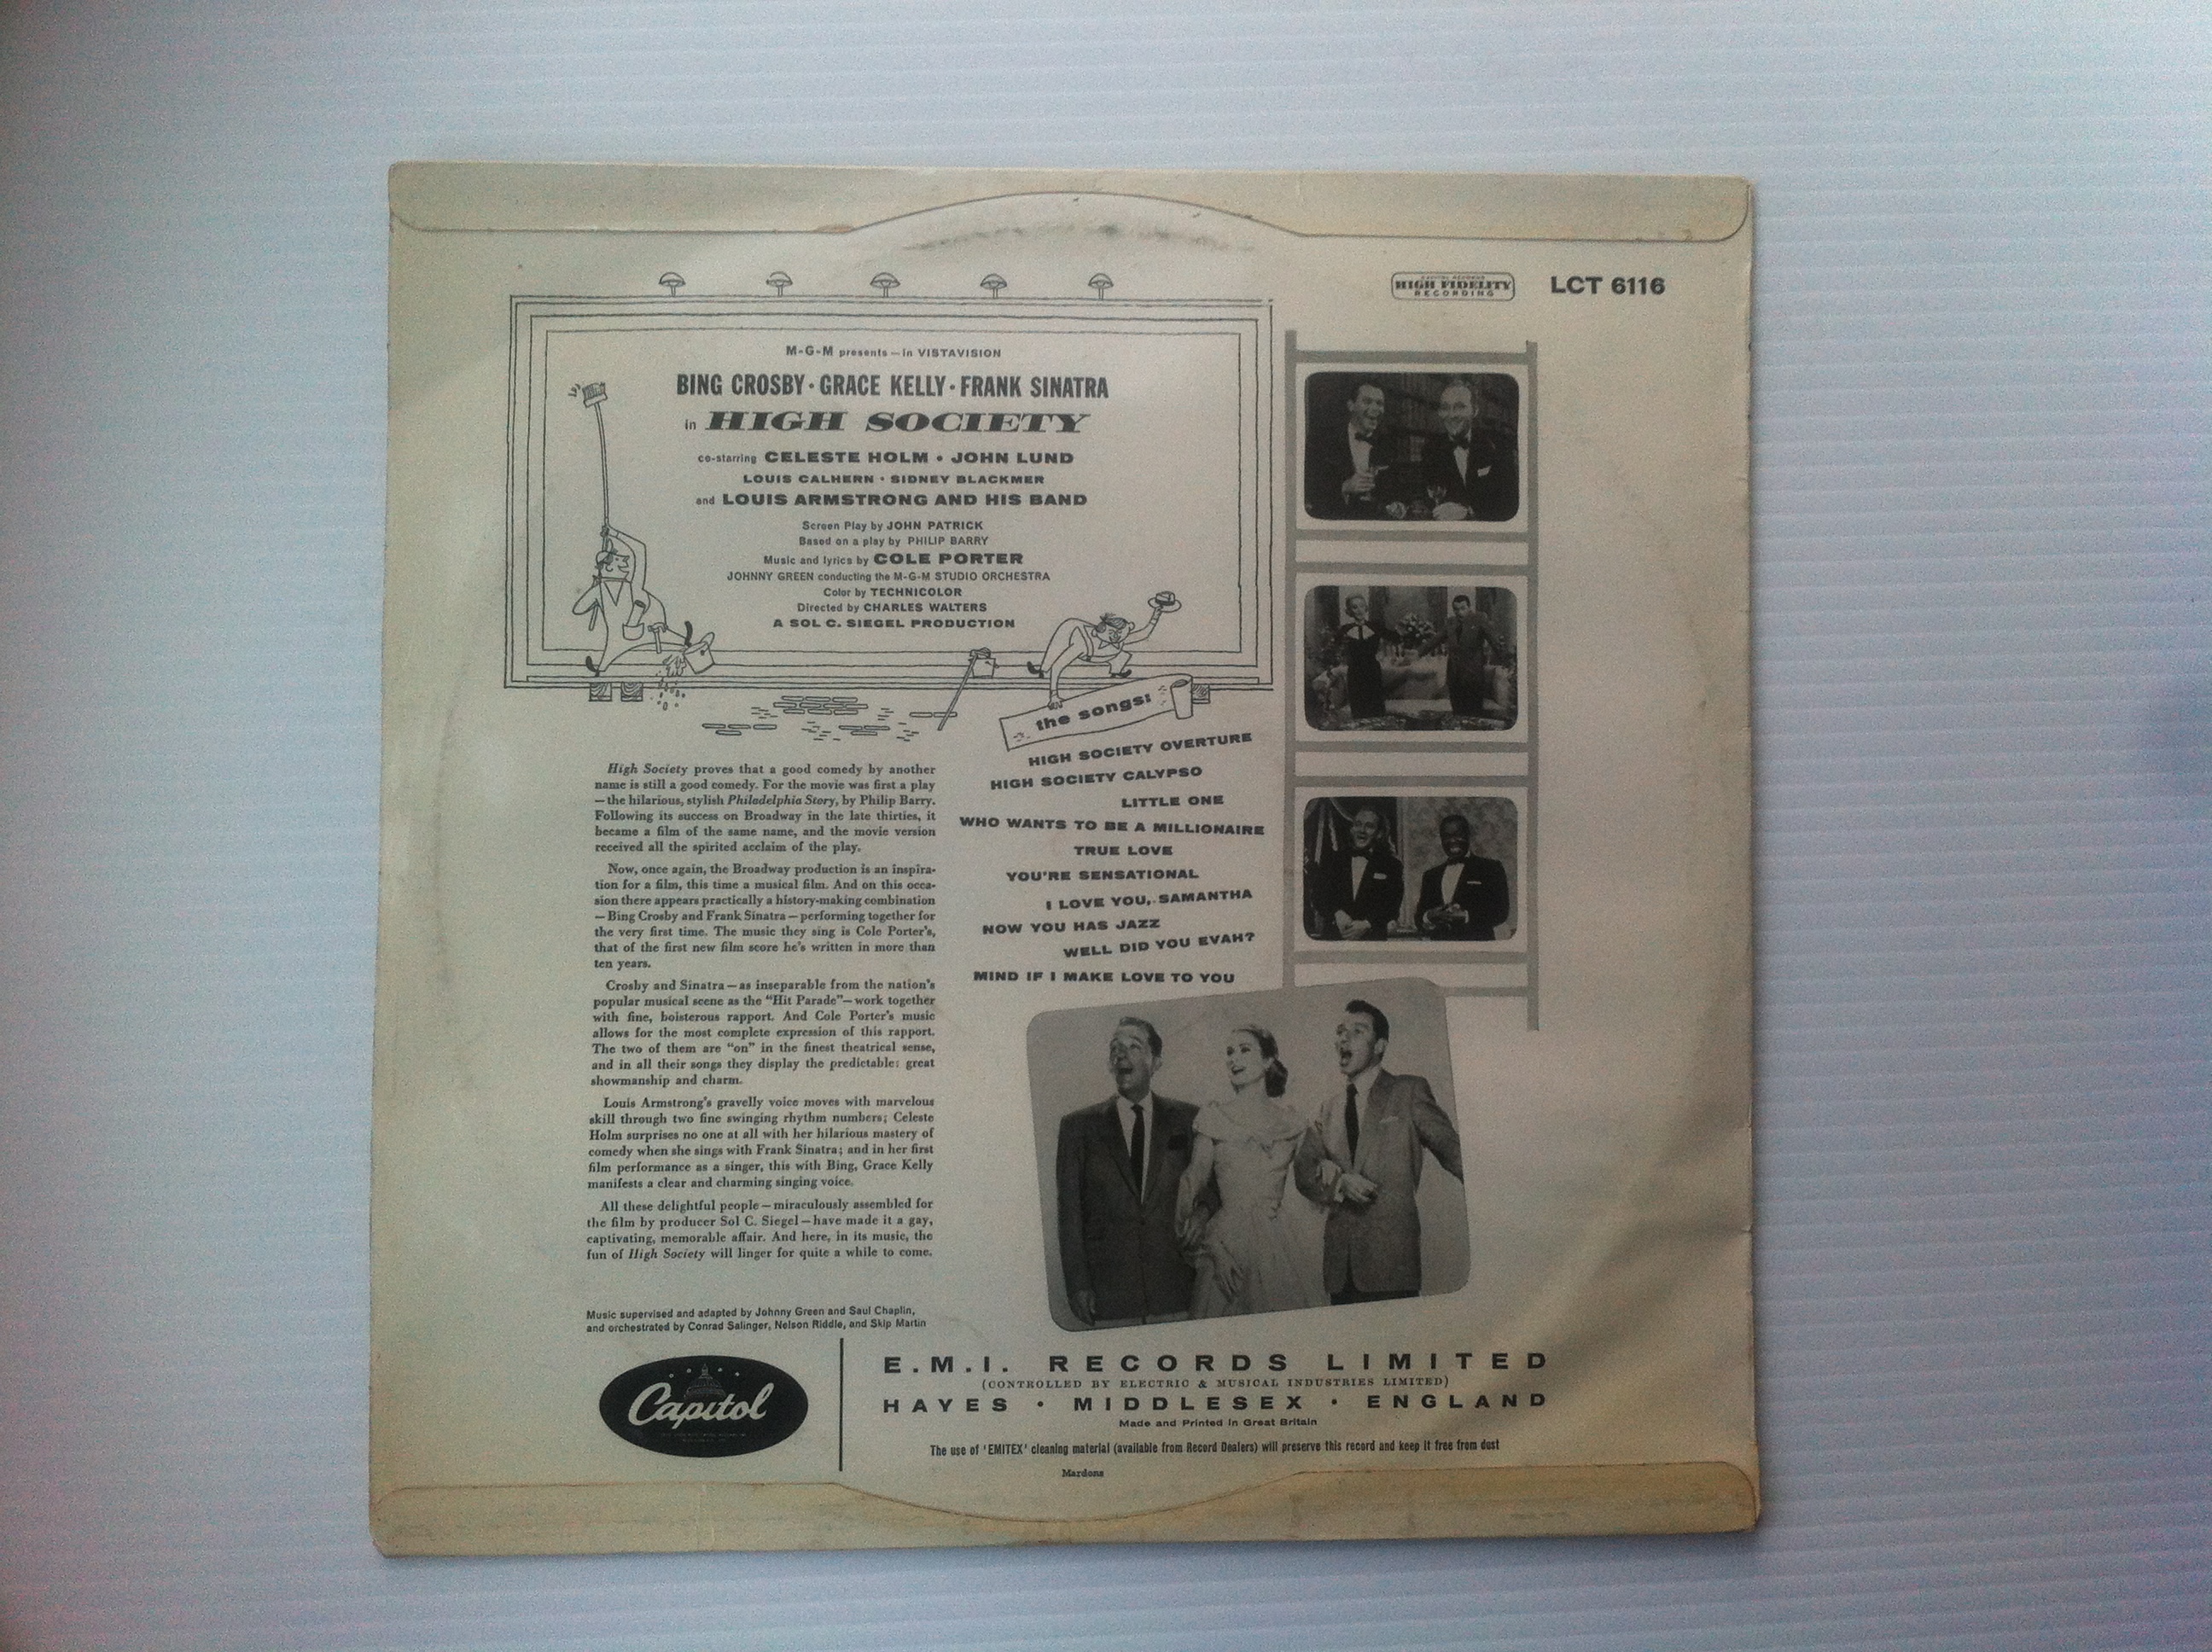 CAPITOL RECORDS
HIGH FIDELITY
RECORDING
LCT 6116
M-G-M presents—in VISTAVISION
BING CROSBY · GRACE KELLY · FRANK SINATRA
in HIGH SOCIETY
co-starring CELESTE HOLM • JOHN LUND
LOUIS CALHERN · SIDNEY BLACKMER
and LOUIS ARMSTRONG AND HIS BAND
Screen Play by JOHN PATRICK
Based on a play by PHILIP BARRY
Music and lyrics by COLE PORTER
JOHNNY GREEN conducting the M-G-M STUDIO ORCHESTRA
Color by TECHNICOLOR
Directed by CHARLES WALTERS
A SOL C. SIEGEL PRODUCTION
High Society proves that a good comedy by another
name is still a good comedy. For the movie was first a play
—the hilarious, stylish Philadelphia Story, by Philip Barry.
Following its success on Broadway in the late thirties, it
became a film of the same name, and the movie version
received all the spirited acclaim of the play.
Now, once again, the Broadway production is an inspira-
tion for a film, this time a musical film. And on this occa-
sion there appears practically a history-making combination
—Bing Crosby and Frank Sinatra—performing together for
the very first time. The music they sing is Cole Porter's,
that of the first new film score he's written in more than
ten years.
Crosby and Sinatra—as inseparable from the nation's
popular musical scene as the "Hit Parade"—work together
with fine, boisterous rapport. And Cole Porter's music
allows for the most complete expression of this rapport.
The two of them are "on" in the finest theatrical sense,
and in all their songs they display the predictable: great
showmanship and charm.
Louis Armstrong's gravelly voice moves with marvelous
skill through two fine swinging rhythm numbers; Celeste
Holm surprises no one at all with her hilarious mastery of
comedy when she sings with Frank Sinatra; and in her first
film performance as a singer, this with Bing, Grace Kelly
manifests a clear and charming singing voice.
All these delightful people—miraculously assembled for
the film by producer Sol C. Siegel—have made it a gay,
captivating, memorable affair. And here, in its music, the
fun of High Society will linger for quite a while to come.
Music supervised and adapted by Johnny Green and Saul Chaplin,
and orchestrated by Conrad Salinger, Nelson Riddle, and Skip Martin
the songs:
HIGH SOCIETY OVERTURE
HIGH SOCIETY CALYPSO
LITTLE ONE
WHO WANTS TO BE A MILLIONAIRE
TRUE LOVE
YOU'RE SENSATIONAL
I LOVE YOU, SAMANTHA
NOW YOU HAS JAZZ
WELL DID YOU EVAH?
MIND IF I MAKE LOVE TO YOU
Capitol
E.M.I. RECORDS LIMITED
(CONTROLLED BY ELECTRIC & MUSICAL INDUSTRIES LIMITED)
HAYES · MIDDLESEX · ENGLAND
Made and Printed in Great Britain
The use of 'EMITEX' cleaning material (available from Record Dealers) will preserve this record and keep it free from dust
Mardons